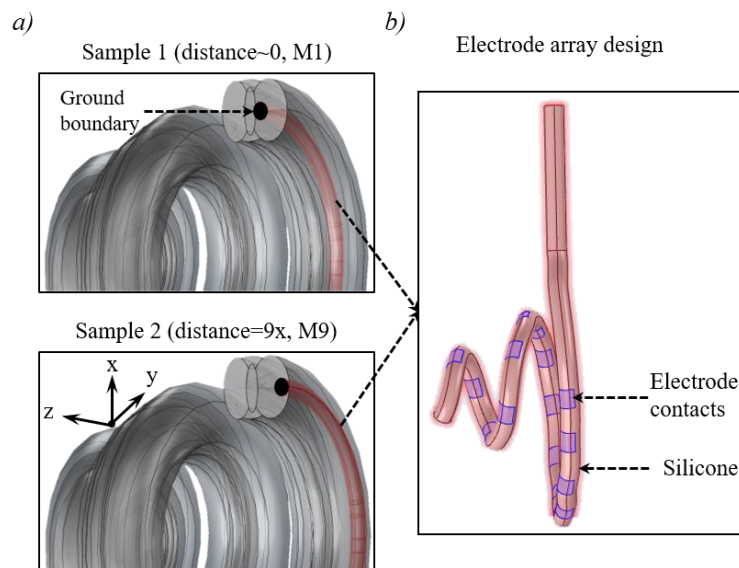 a)
Sample 1 (distance~0, M1)
Ground
boundary
Sample 2 (distance=9x, M9)
x
y
z
b)
Electrode array design
Electrode
contacts
Silicone